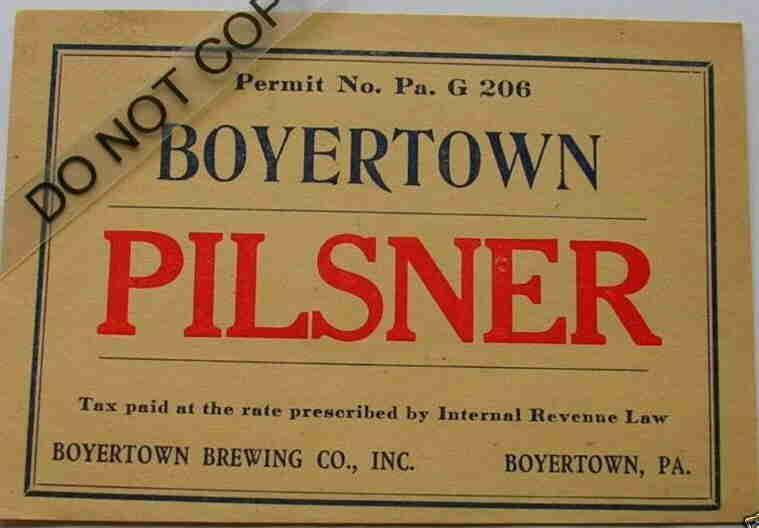 DO NOT COP
Permit No. Pa. G 206
BOYERTOWN
PILSNER
Tax paid at the rate prescribed by Internal Revenue Law
BOYERTOWN BREWING CO., INC. BOYERTOWN, PA.